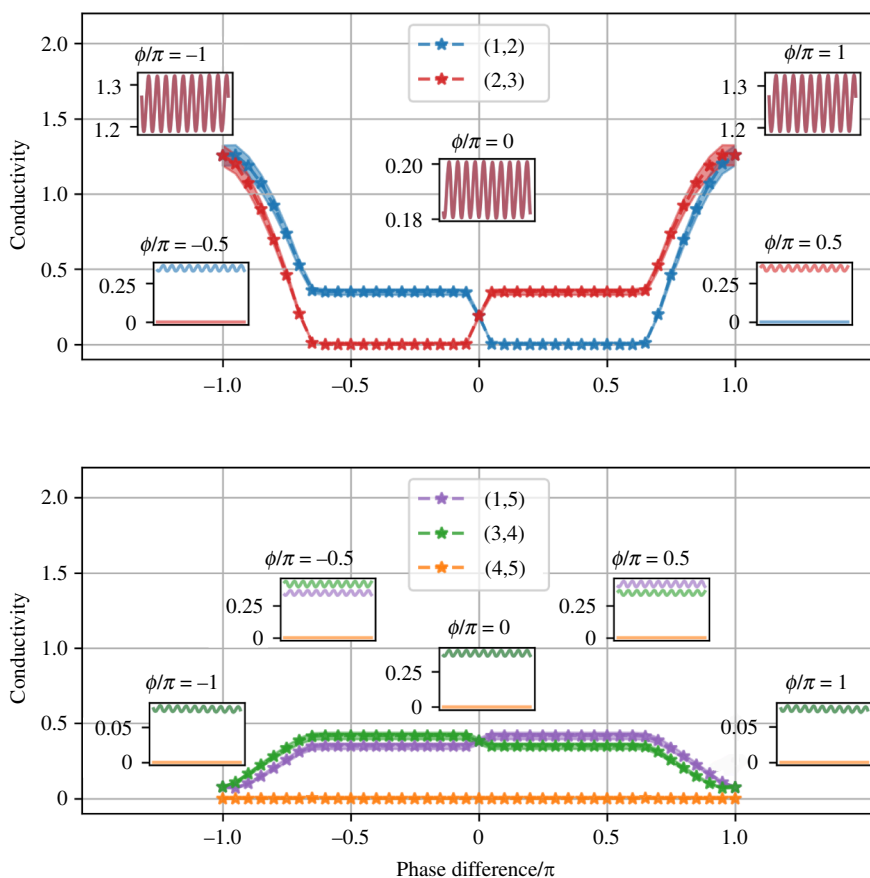 2.0
1.5
1.0
0.5
0
Conductivity
(1,2)
(2,3)
ϕ/π = –1
1.3
1.2
ϕ/π = 0
0.20
0.18
ϕ/π = 1
1.3
1.2
ϕ/π = –0.5
0.25
0
ϕ/π = 0.5
0.25
0
–1.0 –0.5 0 0.5 1.0
2.0
1.5
1.0
0.5
0
Conductivity
(1,5)
(3,4)
(4,5)
ϕ/π = –0.5
0.25
0
ϕ/π = 0.5
0.25
0
ϕ/π = 0
0.25
0
ϕ/π = –1
0.05
0
ϕ/π = 1
0.05
0
–1.0 –0.5 0 0.5 1.0
Phase difference/π